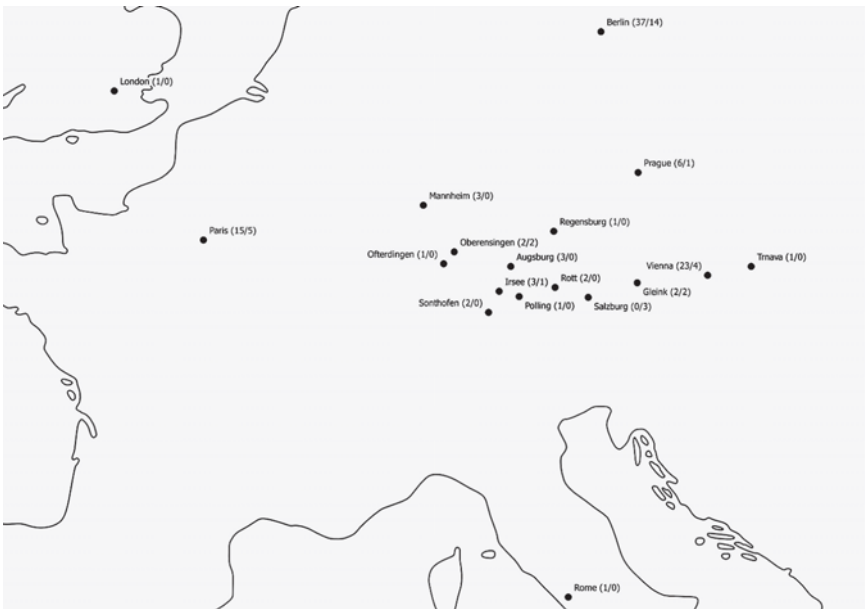 Berlin (37/14)
London (1/0)
Prague (6/1)
Mannheim (3/0)
Regensburg (1/0)
Paris (15/5)
Oberensingen (2/2)
Ofterdingen (1/0)
Augsburg (3/0)
Vienna (23/4)
Trnava (1/0)
Irsee (3/1)
Rott (2/0)
Gleink (2/2)
Sonthofen (2/0)
Polling (1/0)
Salzburg (0/3)
Rome (1/0)